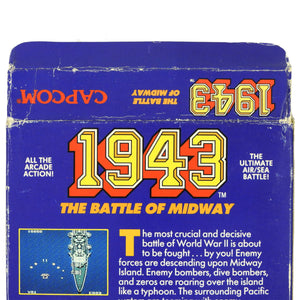 1943
THE BATTLE
OF MIDWAY
CAPCOM
ALL THE
ARCADE
ACTION!
1943
TM
THE ULTIMATE
AIR/SEA
BATTLE!
THE BATTLE OF MIDWAY
The most crucial and decisive
battle of World War II is about
to be fought . . . by you! Enemy
forces are descending upon Midway
Island. Enemy bombers, dive bombers,
and zeros are roaring over the island
like a typhoon. The surrounding Pacific